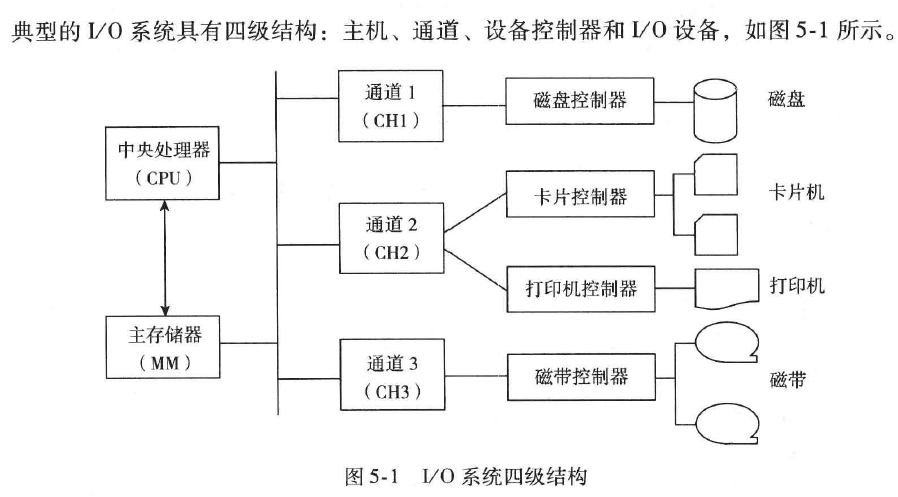 典型的 I/O 系统具有四级结构：主机、通道、设备控制器和 I/O 设备，如图 5-1 所示。
通道 1
（CH1）
磁盘控制器
磁盘
中央处理器
（CPU）
卡片控制器
卡片机
通道 2
（CH2）
打印机控制器
打印机
主存储器
（MM）
通道 3
（CH3）
磁带控制器
磁带
图 5-1 I/O 系统四级结构